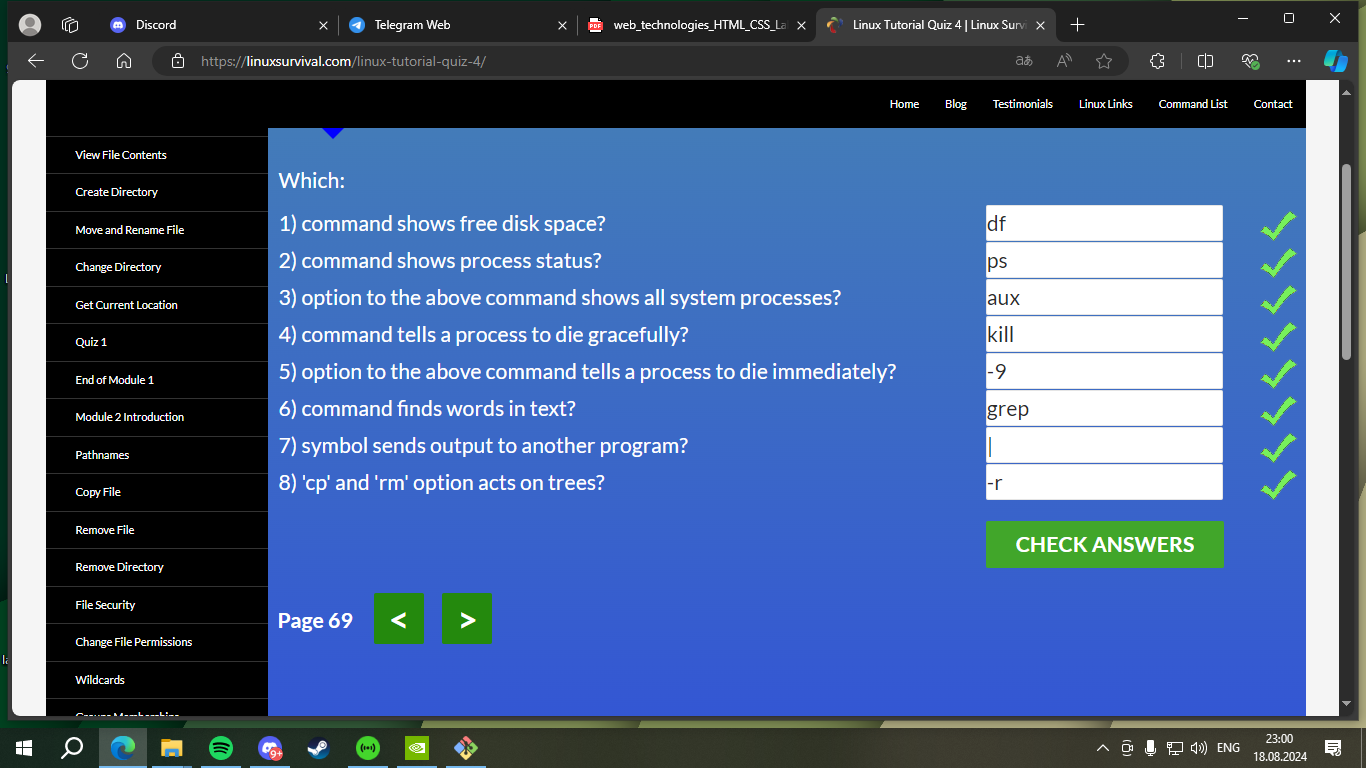 Discord
Telegram Web
web_technologies_HTML_CSS_La
Linux Tutorial Quiz 4 | Linux Surv
https://linuxsurvival.com/linux-tutorial-quiz-4/
Home Blog Testimonials Linux Links Command List Contact
View File Contents
Create Directory
Move and Rename File
Change Directory
Get Current Location
Quiz 1
End of Module 1
Module 2 Introduction
Pathnames
Copy File
Remove File
Remove Directory
File Security
Change File Permissions
Wildcards
Which:
1) command shows free disk space? df
2) command shows process status? ps
3) option to the above command shows all system processes? aux
4) command tells a process to die gracefully? kill
5) option to the above command tells a process to die immediately? -9
6) command finds words in text? grep
7) symbol sends output to another program? |
8) 'cp' and 'rm' option acts on trees? -r
CHECK ANSWERS
Page 69 < >
9+
ENG
23:00
18.08.2024